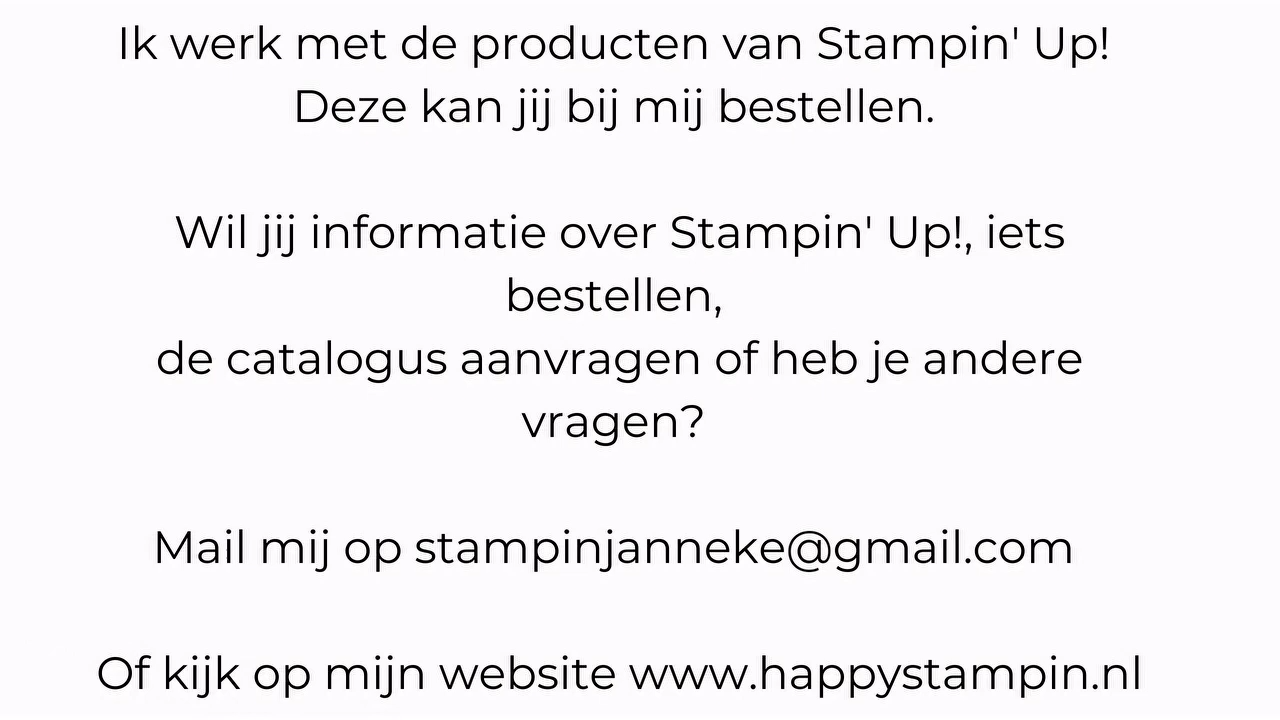 Ik werk met de producten van Stampin' Up!
Deze kan jij bij mij bestellen.
Wil jij informatie over Stampin' Up!, iets
bestellen,
de catalogus aanvragen of heb je andere
vragen?
Mail mij op stampinjanneke@gmail.com
Of kijk op mijn website www.happystampin.nl